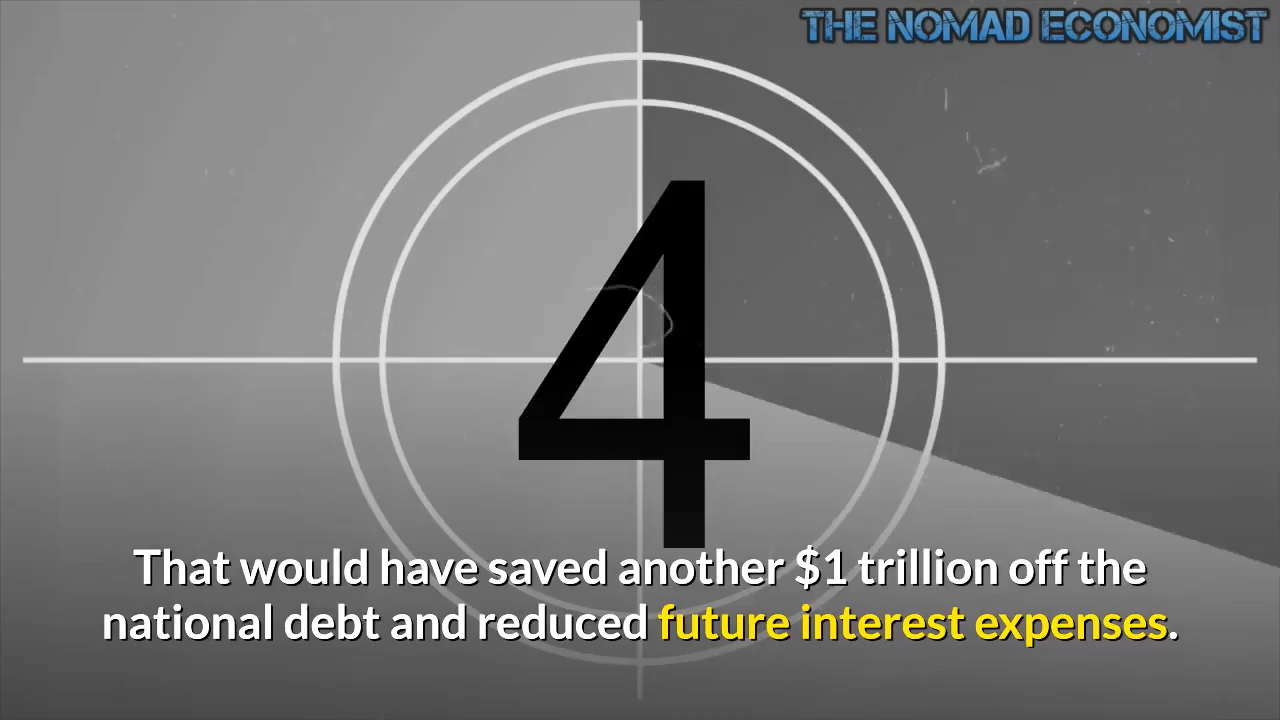 THE NOMAD ECONOMIST
4
That would have saved another $1 trillion off the
national debt and reduced future interest expenses.